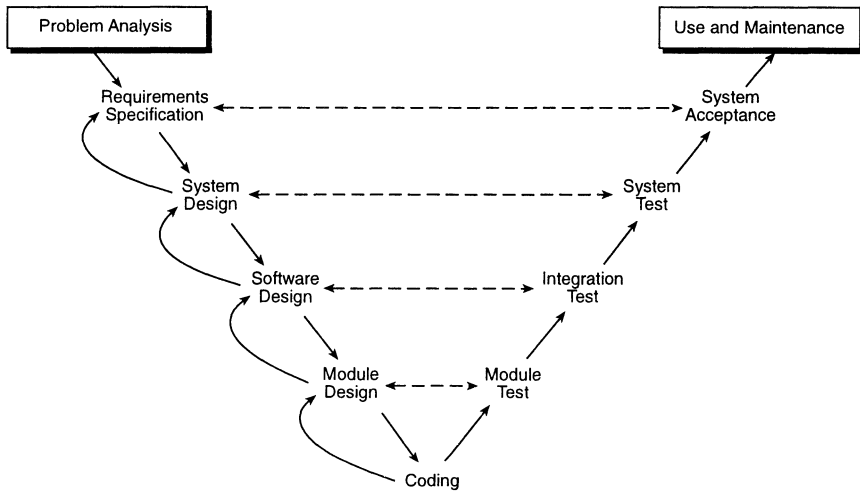 Problem Analysis
Use and Maintenance
Requirements
Specification
System
Acceptance
System
Design
System
Test
Software
Design
Integration
Test
Module
Design
Module
Test
Coding